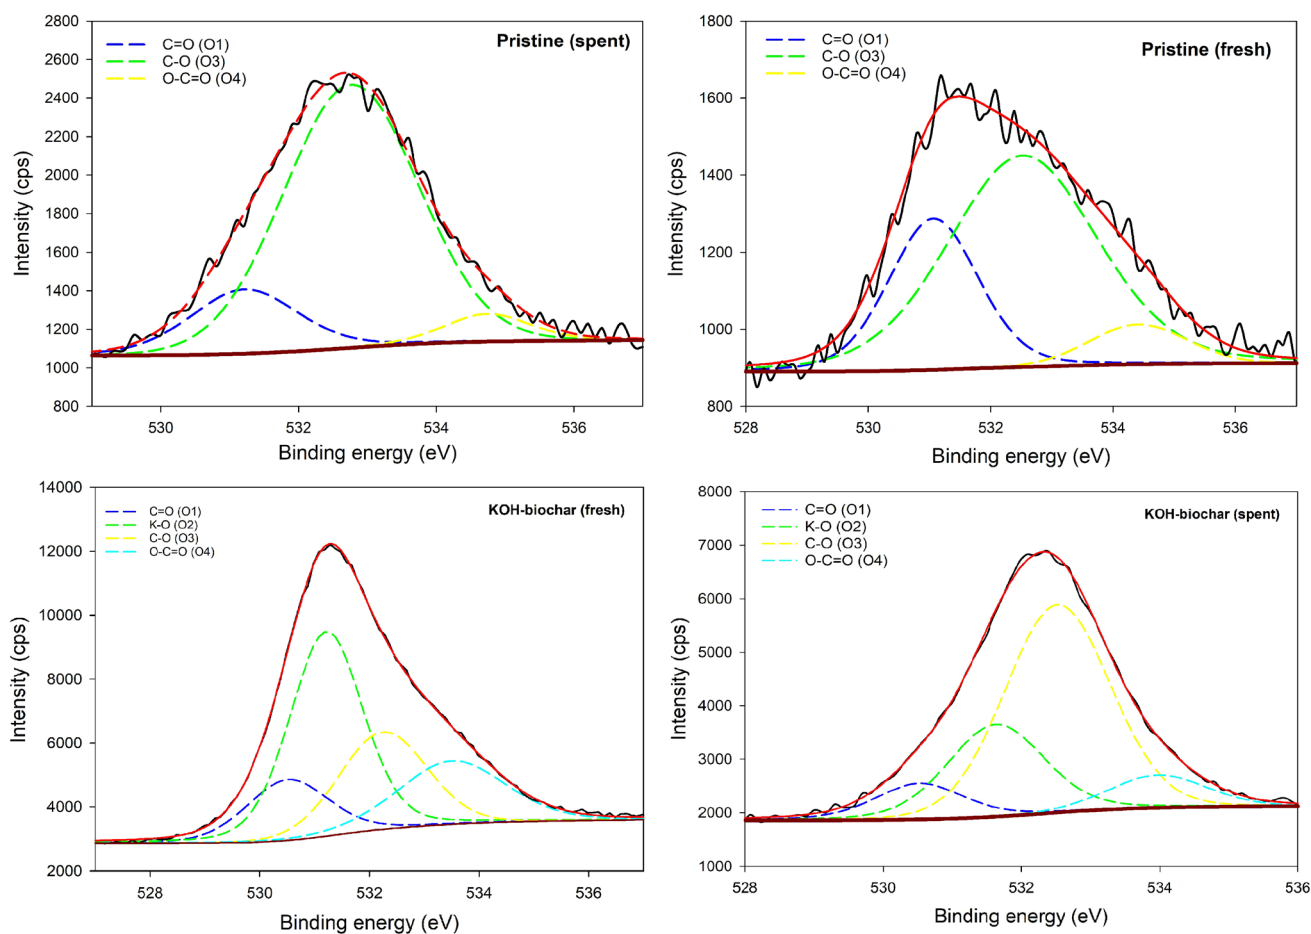 Pristine (spent)
C=O (O1)
C-O (O3)
O-C=O (O4)
2800
2600
2400
2200
2000
1800
1600
1400
1200
1000
800
Intensity (cps)
530
532
534
536
Binding energy (eV)
Pristine (fresh)
C=O (O1)
C-O (O3)
O-C=O (O4)
1800
1600
1400
1200
1000
800
Intensity (cps)
528
530
532
534
536
Binding energy (eV)
KOH-biochar (fresh)
C=O (O1)
K-O (O2)
C-O (O3)
O-C=O (O4)
14000
12000
10000
8000
6000
4000
2000
Intensity (cps)
528
530
532
534
536
Binding energy (eV)
KOH-biochar (spent)
C=O (O1)
K-O (O2)
C-O (O3)
O-C=O (O4)
8000
7000
6000
5000
4000
3000
2000
1000
Intensity (cps)
528
530
532
534
536
Binding energy (eV)